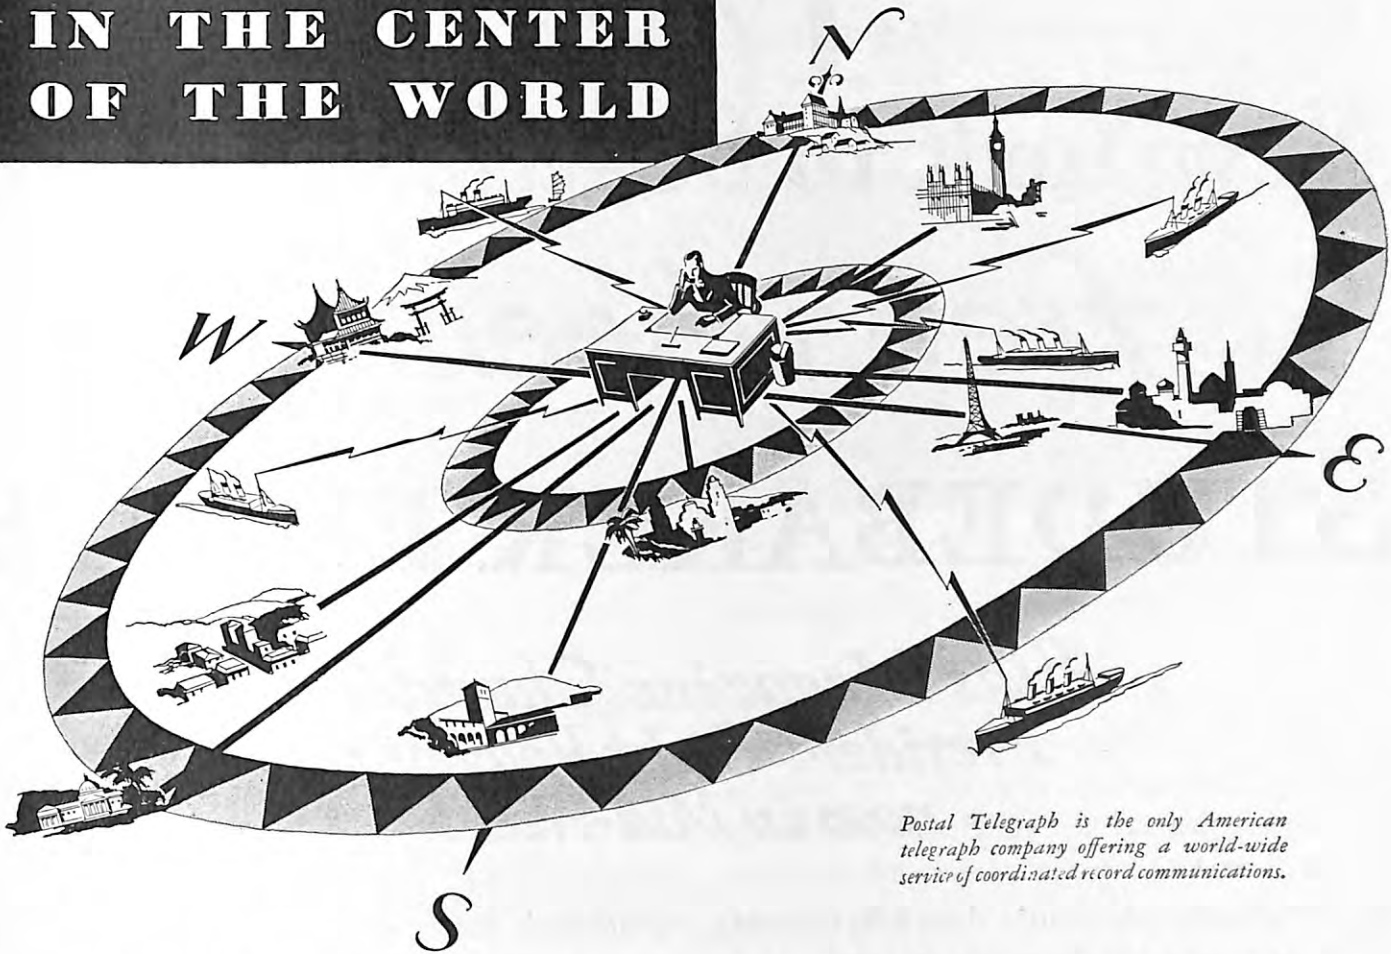 IN THE CENTER
OF THE WORLD
N
W
E
S
Postal Telegraph is the only American
telegraph company offering a world-wide
service of coordinated record communications.